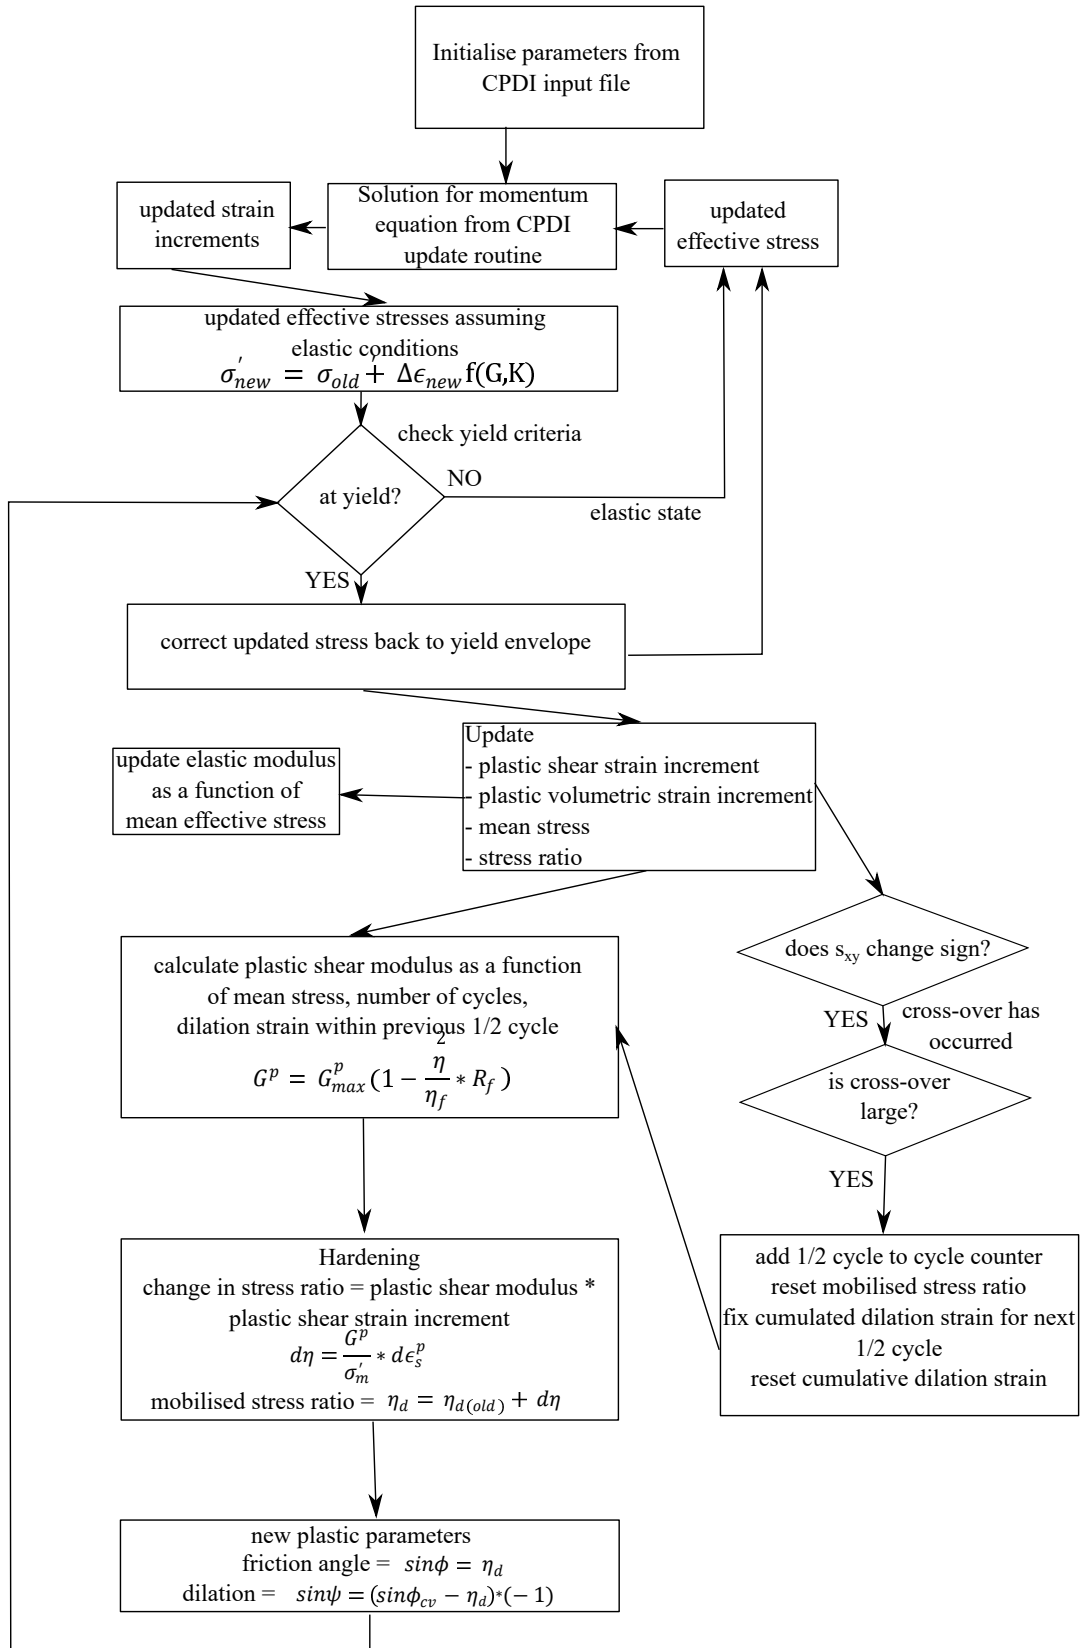 Initialise parameters from
CPDI input file
updated strain
increments
Solution for momentum
equation from CPDI
update routine
updated
effective stress
updated effective stresses assuming
elastic conditions
σ'new = σold'+ Δϵnew f(G,K)
check yield criteria
at yield?
NO
elastic state
YES
correct updated stress back to yield envelope
Update
- plastic shear strain increment
- plastic volumetric strain increment
- mean stress
- stress ratio
update elastic modulus
as a function of
mean effective stress
does sxy change sign?
YES
cross-over has
occurred
is cross-over
large?
YES
calculate plastic shear modulus as a function
of mean stress, number of cycles,
dilation strain within previous 1/2 cycle
G^p = G^p_max (1 − η/η_f^2 * R_f )
add 1/2 cycle to cycle counter
reset mobilised stress ratio
fix cumulated dilation strain for next
1/2 cycle
reset cumulative dilation strain
Hardening
change in stress ratio = plastic shear modulus *
plastic shear strain increment
dη = G^p/σ'_m * dϵ^p_s
mobilised stress ratio = η_d = η_d(old) + dη
new plastic parameters
friction angle = sinϕ = η_d
dilation = sinψ = (sinϕ_cv − η_d)*(−1)